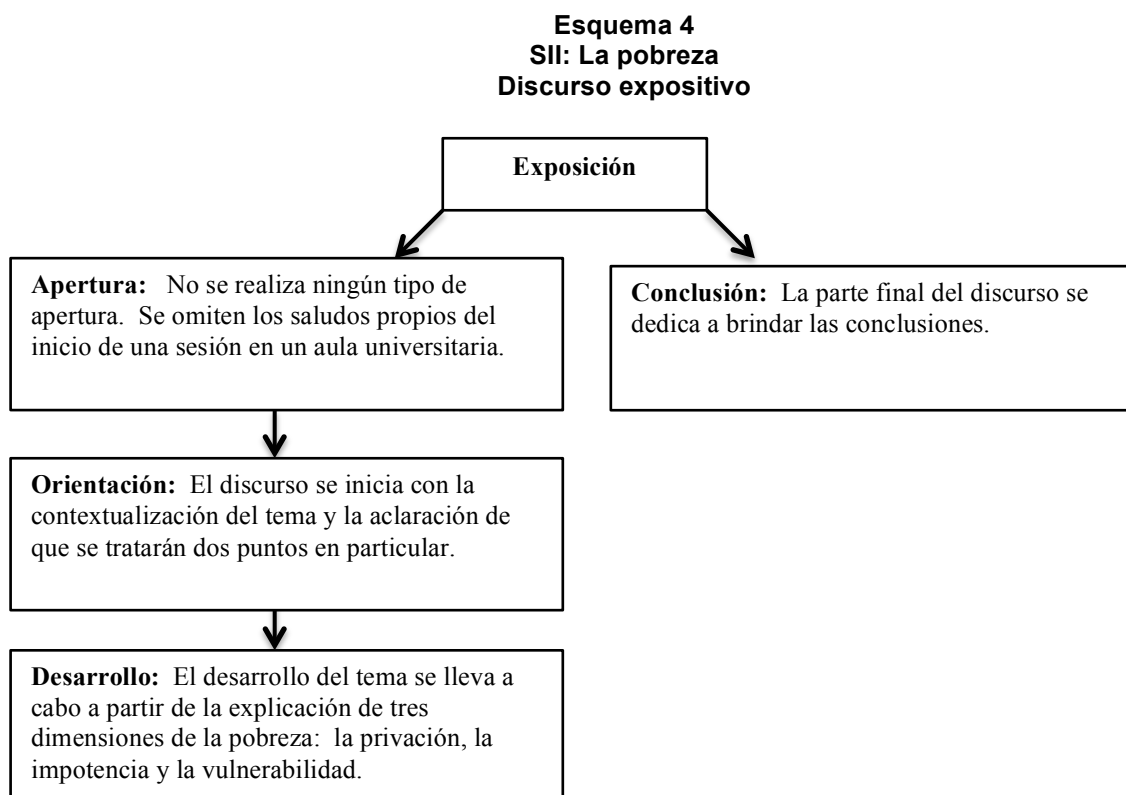 Esquema 4
SII: La pobreza
Discurso expositivo
Exposición
Apertura: No se realiza ningún tipo de
apertura. Se omiten los saludos propios del
inicio de una sesión en un aula universitaria.
Conclusión: La parte final del discurso se
dedica a brindar las conclusiones.
Orientación: El discurso se inicia con la
contextualización del tema y la aclaración de
que se tratarán dos puntos en particular.
Desarrollo: El desarrollo del tema se lleva a
cabo a partir de la explicación de tres
dimensiones de la pobreza: la privación, la
impotencia y la vulnerabilidad.